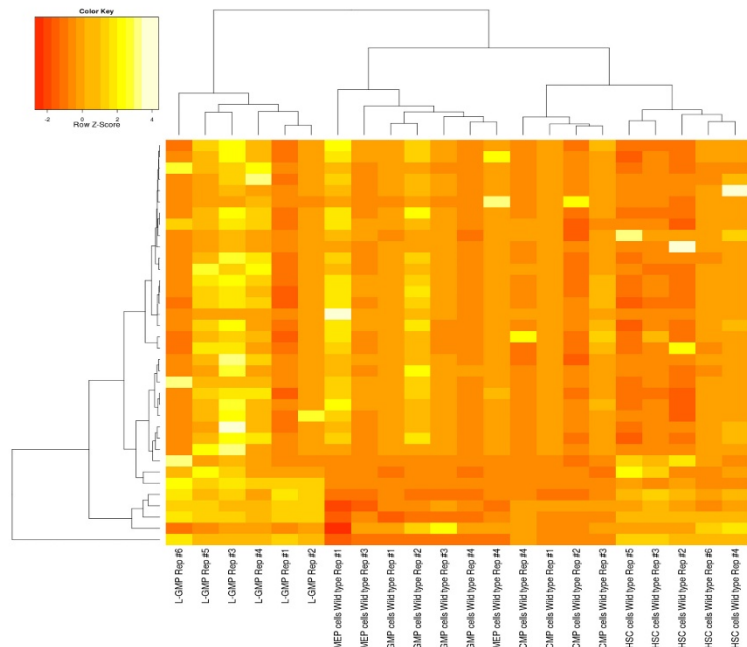 Color Key
-2 0 2 4
Row Z-Score
L-GMP Rep #6
L-GMP Rep #5
L-GMP Rep #3
L-GMP Rep #4
L-GMP Rep #1
L-GMP Rep #2
MEP cells Wild type Rep #1
MEP cells Wild type Rep #3
GMP cells Wild type Rep #1
GMP cells Wild type Rep #2
GMP cells Wild type Rep #3
GMP cells Wild type Rep #4
MEP cells Wild type Rep #4
CMP cells Wild type Rep #4
CMP cells Wild type Rep #1
CMP cells Wild type Rep #2
CMP cells Wild type Rep #3
HSC cells Wild type Rep #5
HSC cells Wild type Rep #3
HSC cells Wild type Rep #2
HSC cells Wild type Rep #6
HSC cells Wild type Rep #4